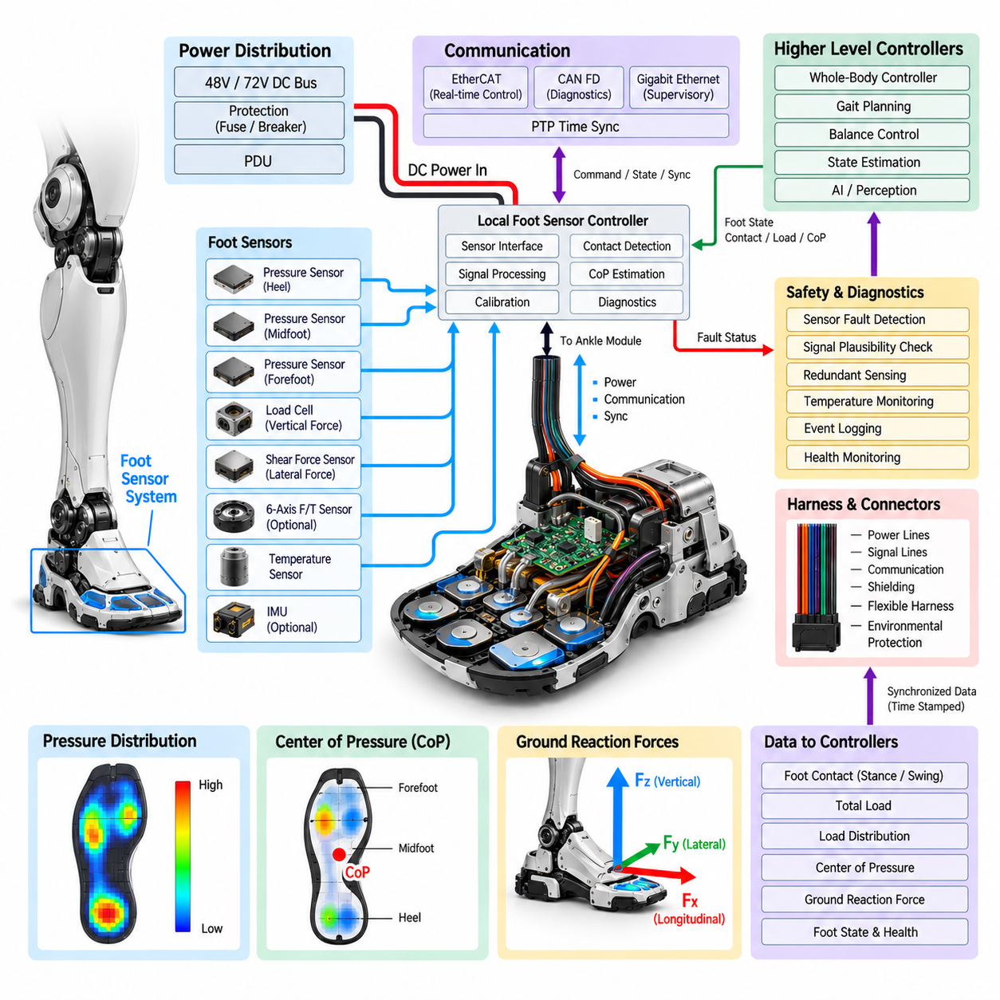 Power Distribution
48V / 72V DC Bus
Protection
(Fuse / Breaker)
PDU
Communication
EtherCAT
(Real-time Control)
CAN FD
(Diagnostics)
Gigabit Ethernet
(Supervisory)
PTP Time Sync
Higher Level Controllers
Whole-Body Controller
Gait Planning
Balance Control
State Estimation
AI / Perception
DC Power In
Command / State / Sync
Foot State
Contact / Load / CoP
Local Foot Sensor Controller
Sensor Interface
Contact Detection
Signal Processing
CoP Estimation
Calibration
Diagnostics
Foot Sensors
Pressure Sensor
(Heel)
Pressure Sensor
(Midfoot)
Pressure Sensor
(Forefoot)
Load Cell
(Vertical Force)
Shear Force Sensor
(Lateral Force)
6-Axis F/T Sensor
(Optional)
Temperature
Sensor
IMU
(Optional)
Foot
Sensor
System
To Ankle Module
Power
Communication
Sync
Fault Status
Safety & Diagnostics
Sensor Fault Detection
Signal Plausibility Check
Redundant Sensing
Temperature Monitoring
Event Logging
Health Monitoring
Harness & Connectors
Power Lines
Signal Lines
Communication
Shielding
Flexible Harness
Environmental
Protection
Synchronized Data
(Time Stamped)
Pressure Distribution
High
Low
Center of Pressure (CoP)
Forefoot
Midfoot
CoP
Heel
Ground Reaction Forces
Fz (Vertical)
Fy (Lateral)
Fx
(Longitudinal)
Data to Controllers
Foot Contact (Stance / Swing)
Total Load
Load Distribution
Center of Pressure
Ground Reaction Force
Foot State & Health